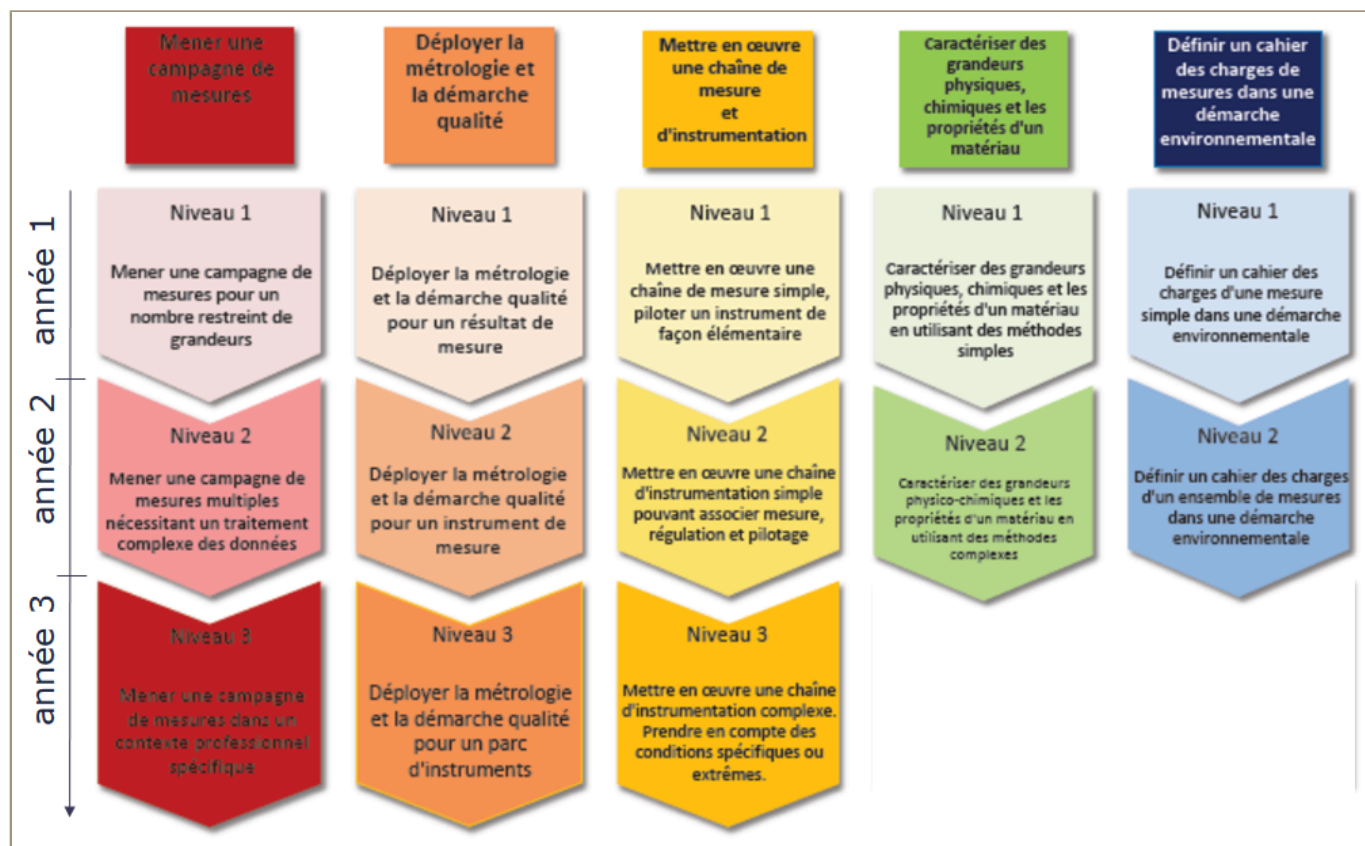 Mener une
campagne de
mesures
Déployer la
métrologie et
la démarche
qualité
Mettre en œuvre
une chaîne de
mesure
et
d'instrumentation
Caractériser des
grandeurs
physiques,
chimiques et les
propriétés d'un
matériau
Définir un cahier
des charges de
mesures dans une
démarche
environnementale
année 1
Niveau 1
Mener une campagne de
mesures pour un
nombre restreint de
grandeurs
Niveau 1
Déployer la métrologie
et la démarche qualité
pour un résultat de
mesure
Niveau 1
Mettre en œuvre une
chaîne de mesure simple,
piloter un instrument de
façon élémentaire
Niveau 1
Caractériser des grandeurs
physiques, chimiques et les
propriétés d'un matériau
en utilisant des méthodes
simples
Niveau 1
Définir un cahier des
charges d'une mesure
simple dans une démarche
environnementale
année 2
Niveau 2
Mener une campagne de
mesures multiples
nécessitant un traitement
complexe des données
Niveau 2
Déployer la métrologie
et la démarche qualité
pour un instrument de
mesure
Niveau 2
Mettre en œuvre une chaîne
d'instrumentation simple
pouvant associer mesure,
régulation et pilotage
Niveau 2
Caractériser des grandeurs
physico-chimiques et les
propriétés d'un matériau en
utilisant des méthodes
complexes
Niveau 2
Définir un cahier des charges
d'un ensemble de mesures
dans une démarche
environnementale
année 3
Niveau 3
Mener une campagne
de mesures dans un
contexte professionnel
spécifique
Niveau 3
Déployer la métrologie
et la démarche qualité
pour un parc
d'instruments
Niveau 3
Mettre en œuvre une chaîne
d'instrumentation complexe.
Prendre en compte des
conditions spécifiques ou
extrêmes.